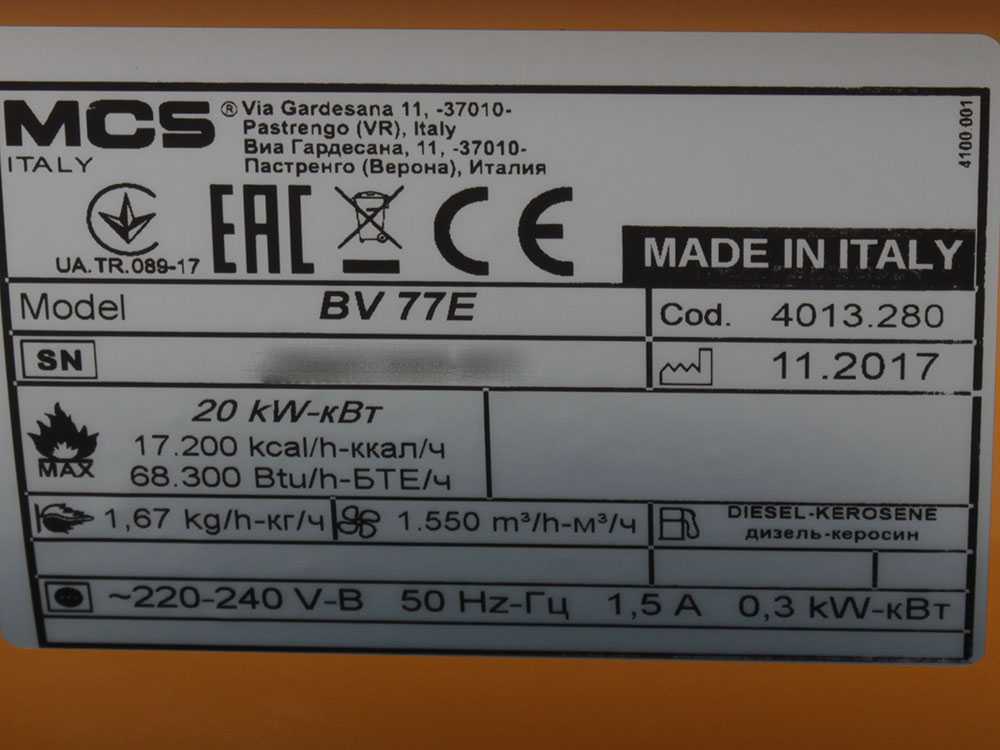 MCS ® Via Gardesana 11, -37010-
Pastrengo (VR), Italy
Виа Гардесана, 11, -37010-
Пастренго (Верона), Италия
ITALY
4100.001
UA.TR.089-17
EAC CE
MADE IN ITALY
Model BV 77E Cod. 4013.280
SN 11.2017
20 kW-кВт
17.200 kcal/h-ккал/ч
MAX
68.300 Btu/h-БТЕ/ч
1,67 kg/h-кг/ч 1.550 m³/h-м³/ч DIESEL-KEROSENE
дизель-керосин
~220-240 V-В 50 Hz-Гц 1,5 A 0,3 kW-кВт